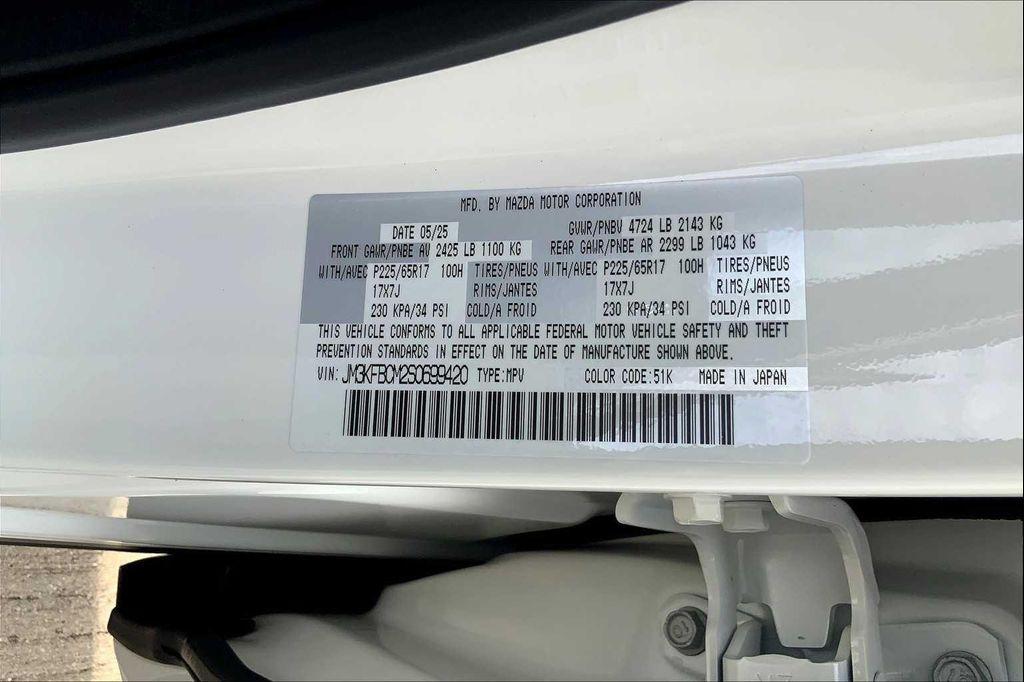 MFD. BY MAZDA MOTOR CORPORATION
DATE 05/25 GVWR/PNBV 4724 LB 2143 KG
FRONT GAWR/PNBE AV 2425 LB 1100 KG REAR GAWR/PNBE AR 2299 LB 1043 KG
WITH/AVEC P225/65R17 100H TIRES/PNEUS WITH/AVEC P225/65R17 100H TIRES/PNEUS
17X7J RIMS/JANTES 17X7J RIMS/JANTES
230 KPA/34 PSI COLD/A FROID 230 KPA/34 PSI COLD/A FROID
THIS VEHICLE CONFORMS TO ALL APPLICABLE FEDERAL MOTOR VEHICLE SAFETY AND THEFT
PREVENTION STANDARDS IN EFFECT ON THE DATE OF MANUFACTURE SHOWN ABOVE.
VIN: JM3KFBCM2S0699420 TYPE:MPV COLOR CODE:51K MADE IN JAPAN